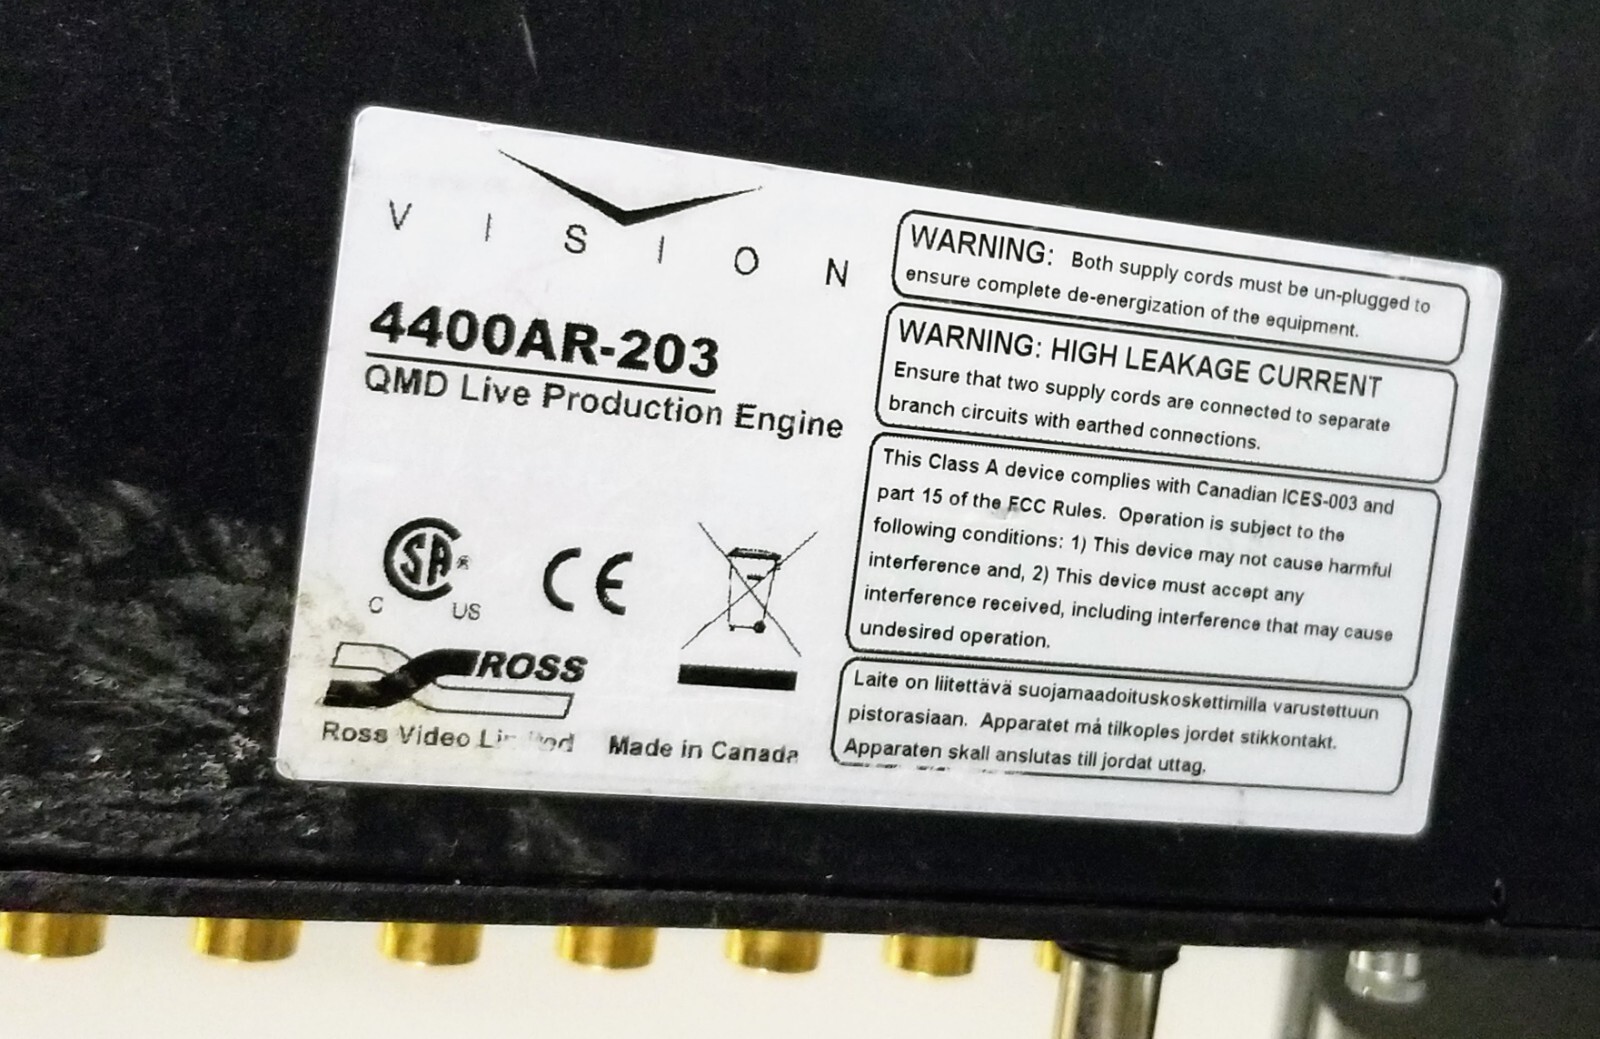 VISION
4400AR-203
QMD Live Production Engine
SA®
C US
CE
ROSS
Ross Video Made in Canada
WARNING: Both supply cords must be un-plugged to
ensure complete de-energization of the equipment.
WARNING: HIGH LEAKAGE CURRENT
Ensure that two supply cords are connected to separate
branch circuits with earthed connections.
This Class A device complies with Canadian ICES-003 and
part 15 of the FCC Rules. Operation is subject to the
following conditions: 1) This device may not cause harmful
interference and, 2) This device must accept any
interference received, including interference that may cause
undesired operation.
Laite on liitettävä suojamaadoituskoskettimilla varustettuun
pistorasiaan. Apparatet må tilkoples jordet stikkontakt.
Apparaten skall anslutas till jordat uttag.